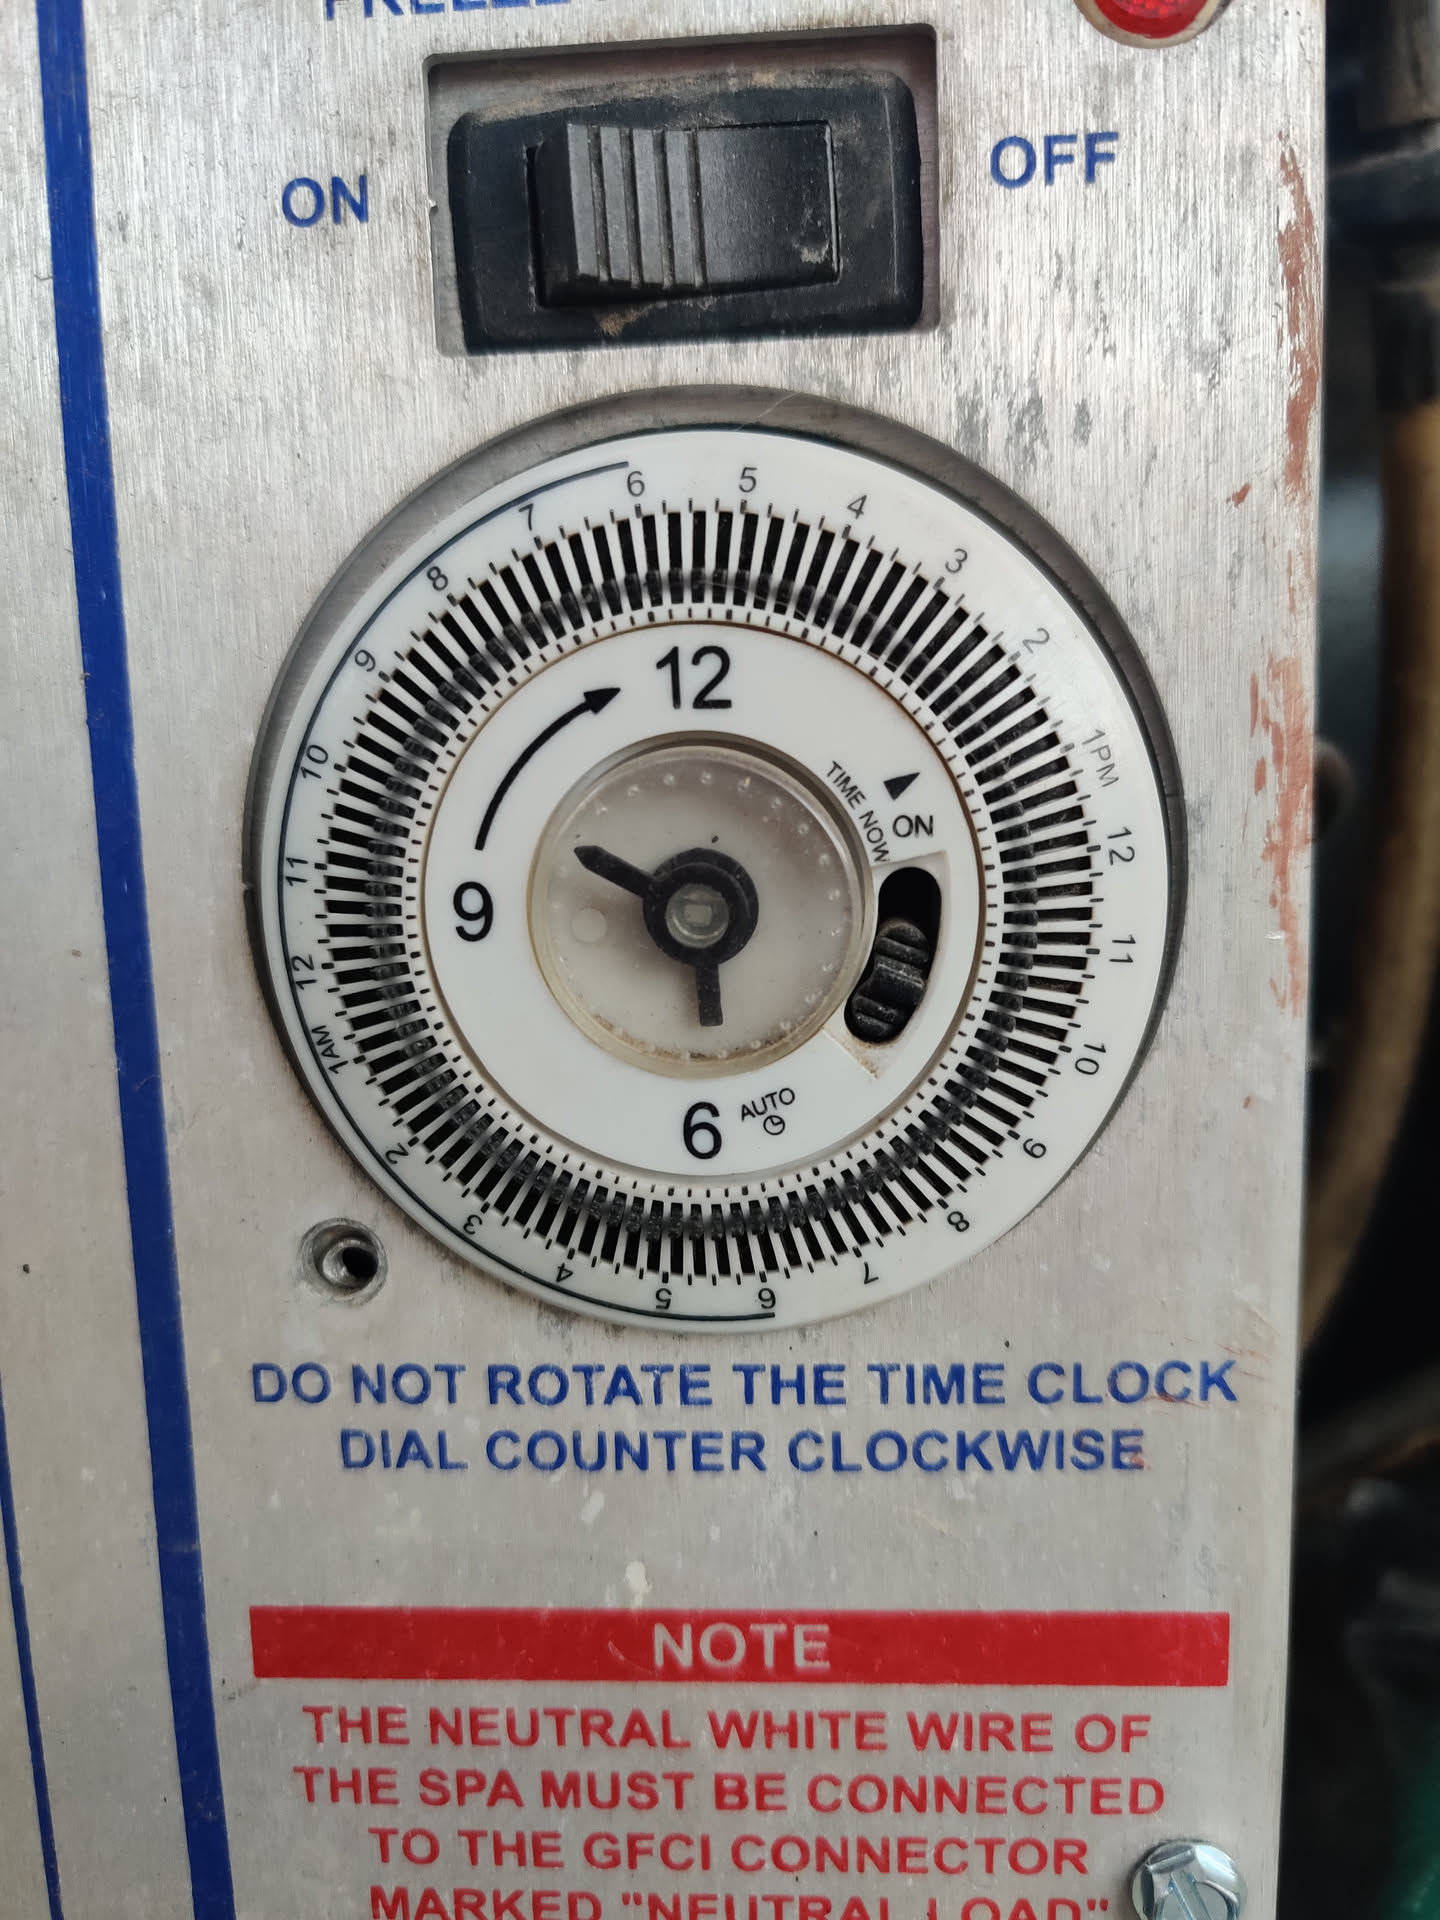 ON
OFF
6 5 4 3 2 1PM 12 11 10 9 8 7 6 5 4 3 2 1AM 12 11 10 9 8 7
12
TIME NOW
ON
9
6
AUTO
DO NOT ROTATE THE TIME CLOCK
DIAL COUNTER CLOCKWISE
NOTE
THE NEUTRAL WHITE WIRE OF
THE SPA MUST BE CONNECTED
TO THE GFCI CONNECTOR
MARKED "NEUTRAL LOAD"